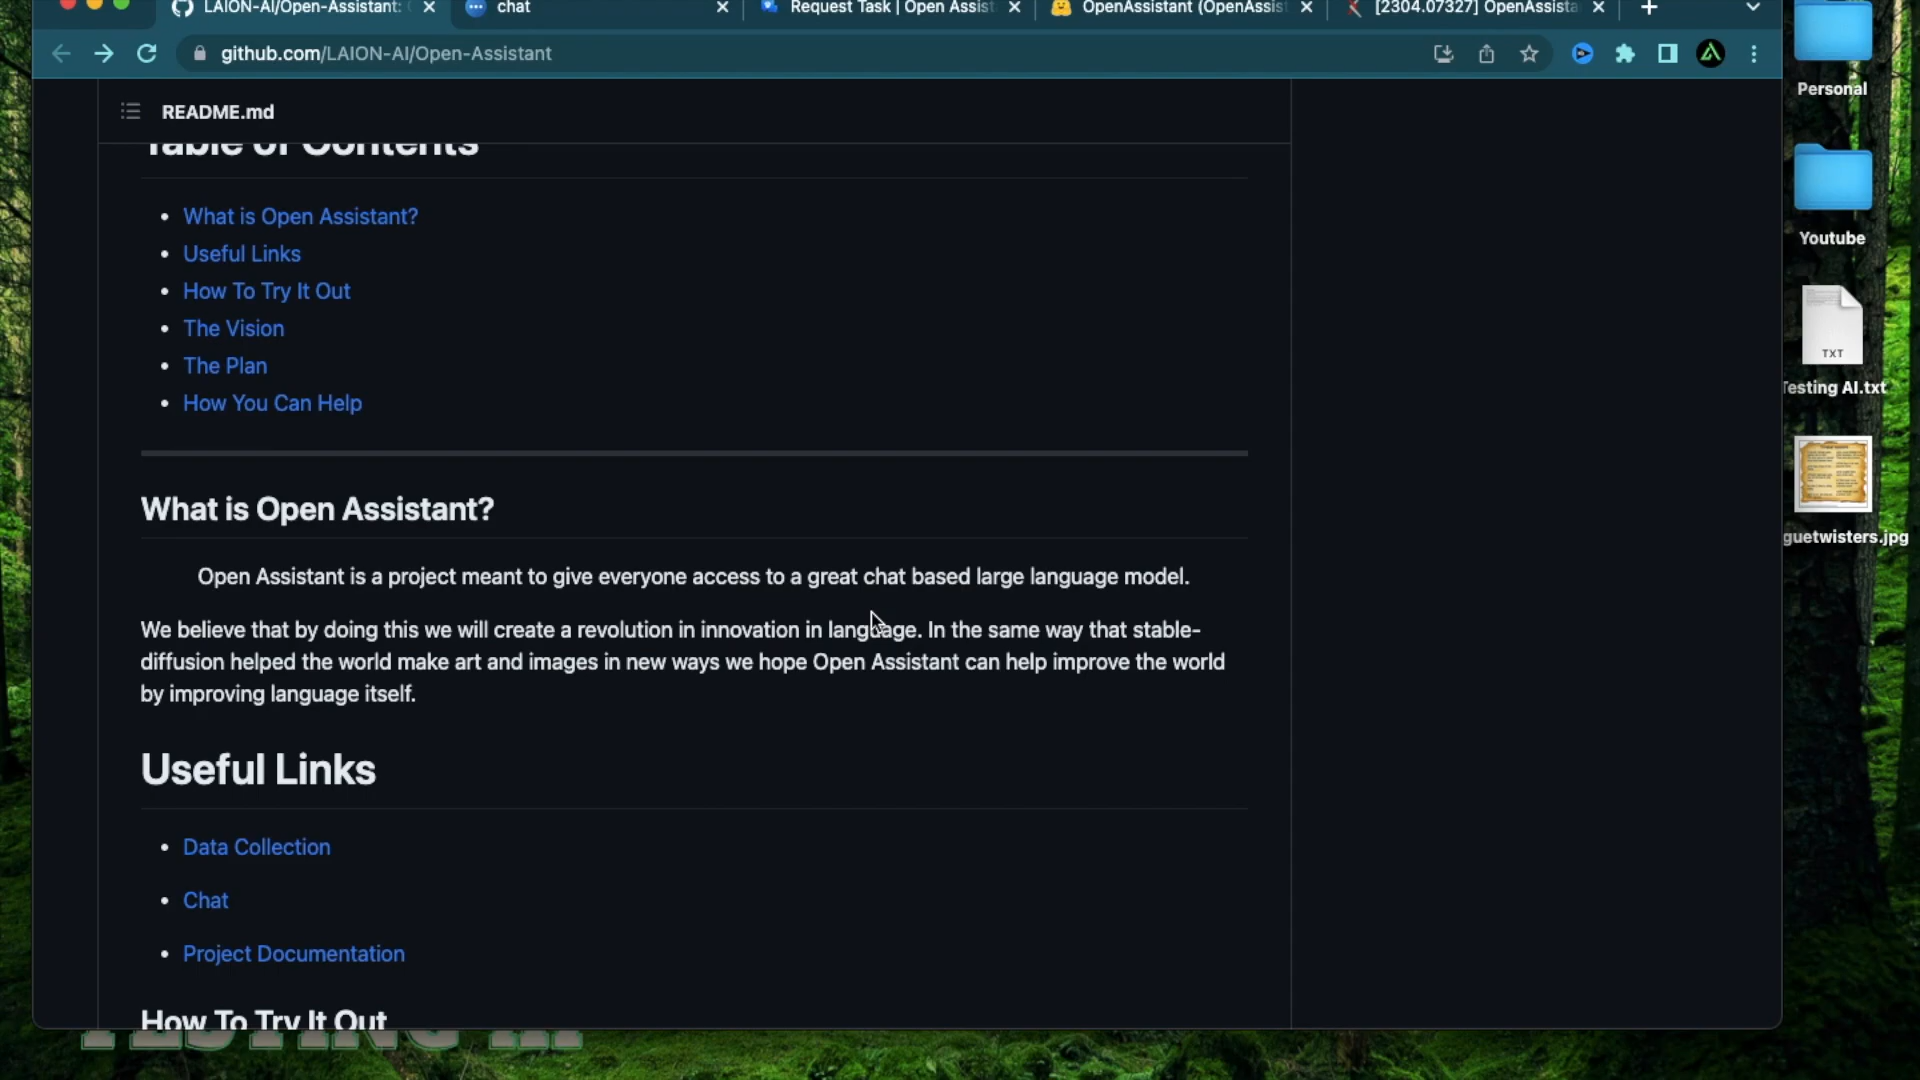 LAION-AI/Open-Assistant:
chat
Request Task | Open Assist
OpenAssistant (OpenAssis
[2304.07327] OpenAssista
github.com/LAION-AI/Open-Assistant
Personal
README.md
Table of Contents
What is Open Assistant?
Useful Links
How To Try It Out
The Vision
The Plan
How You Can Help
Youtube
TXT
Testing AI.txt
guetwisters.jpg
What is Open Assistant?
Open Assistant is a project meant to give everyone access to a great chat based large language model.
We believe that by doing this we will create a revolution in innovation in language. In the same way that stable-
diffusion helped the world make art and images in new ways we hope Open Assistant can help improve the world
by improving language itself.
Useful Links
Data Collection
Chat
Project Documentation
How To Try It Out
TESTING AI